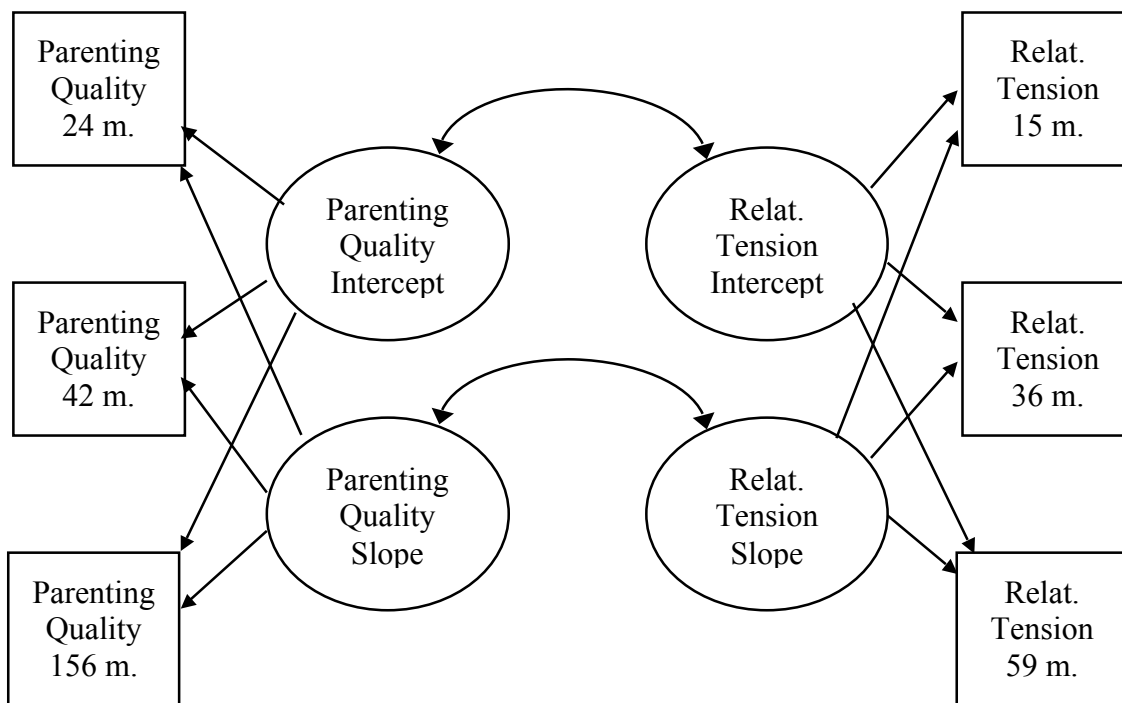 Parenting
Quality
24 m.
Relat.
Tension
15 m.
Parenting
Quality
Intercept
Relat.
Tension
Intercept
Parenting
Quality
42 m.
Relat.
Tension
36 m.
Parenting
Quality
Slope
Relat.
Tension
Slope
Parenting
Quality
156 m.
Relat.
Tension
59 m.